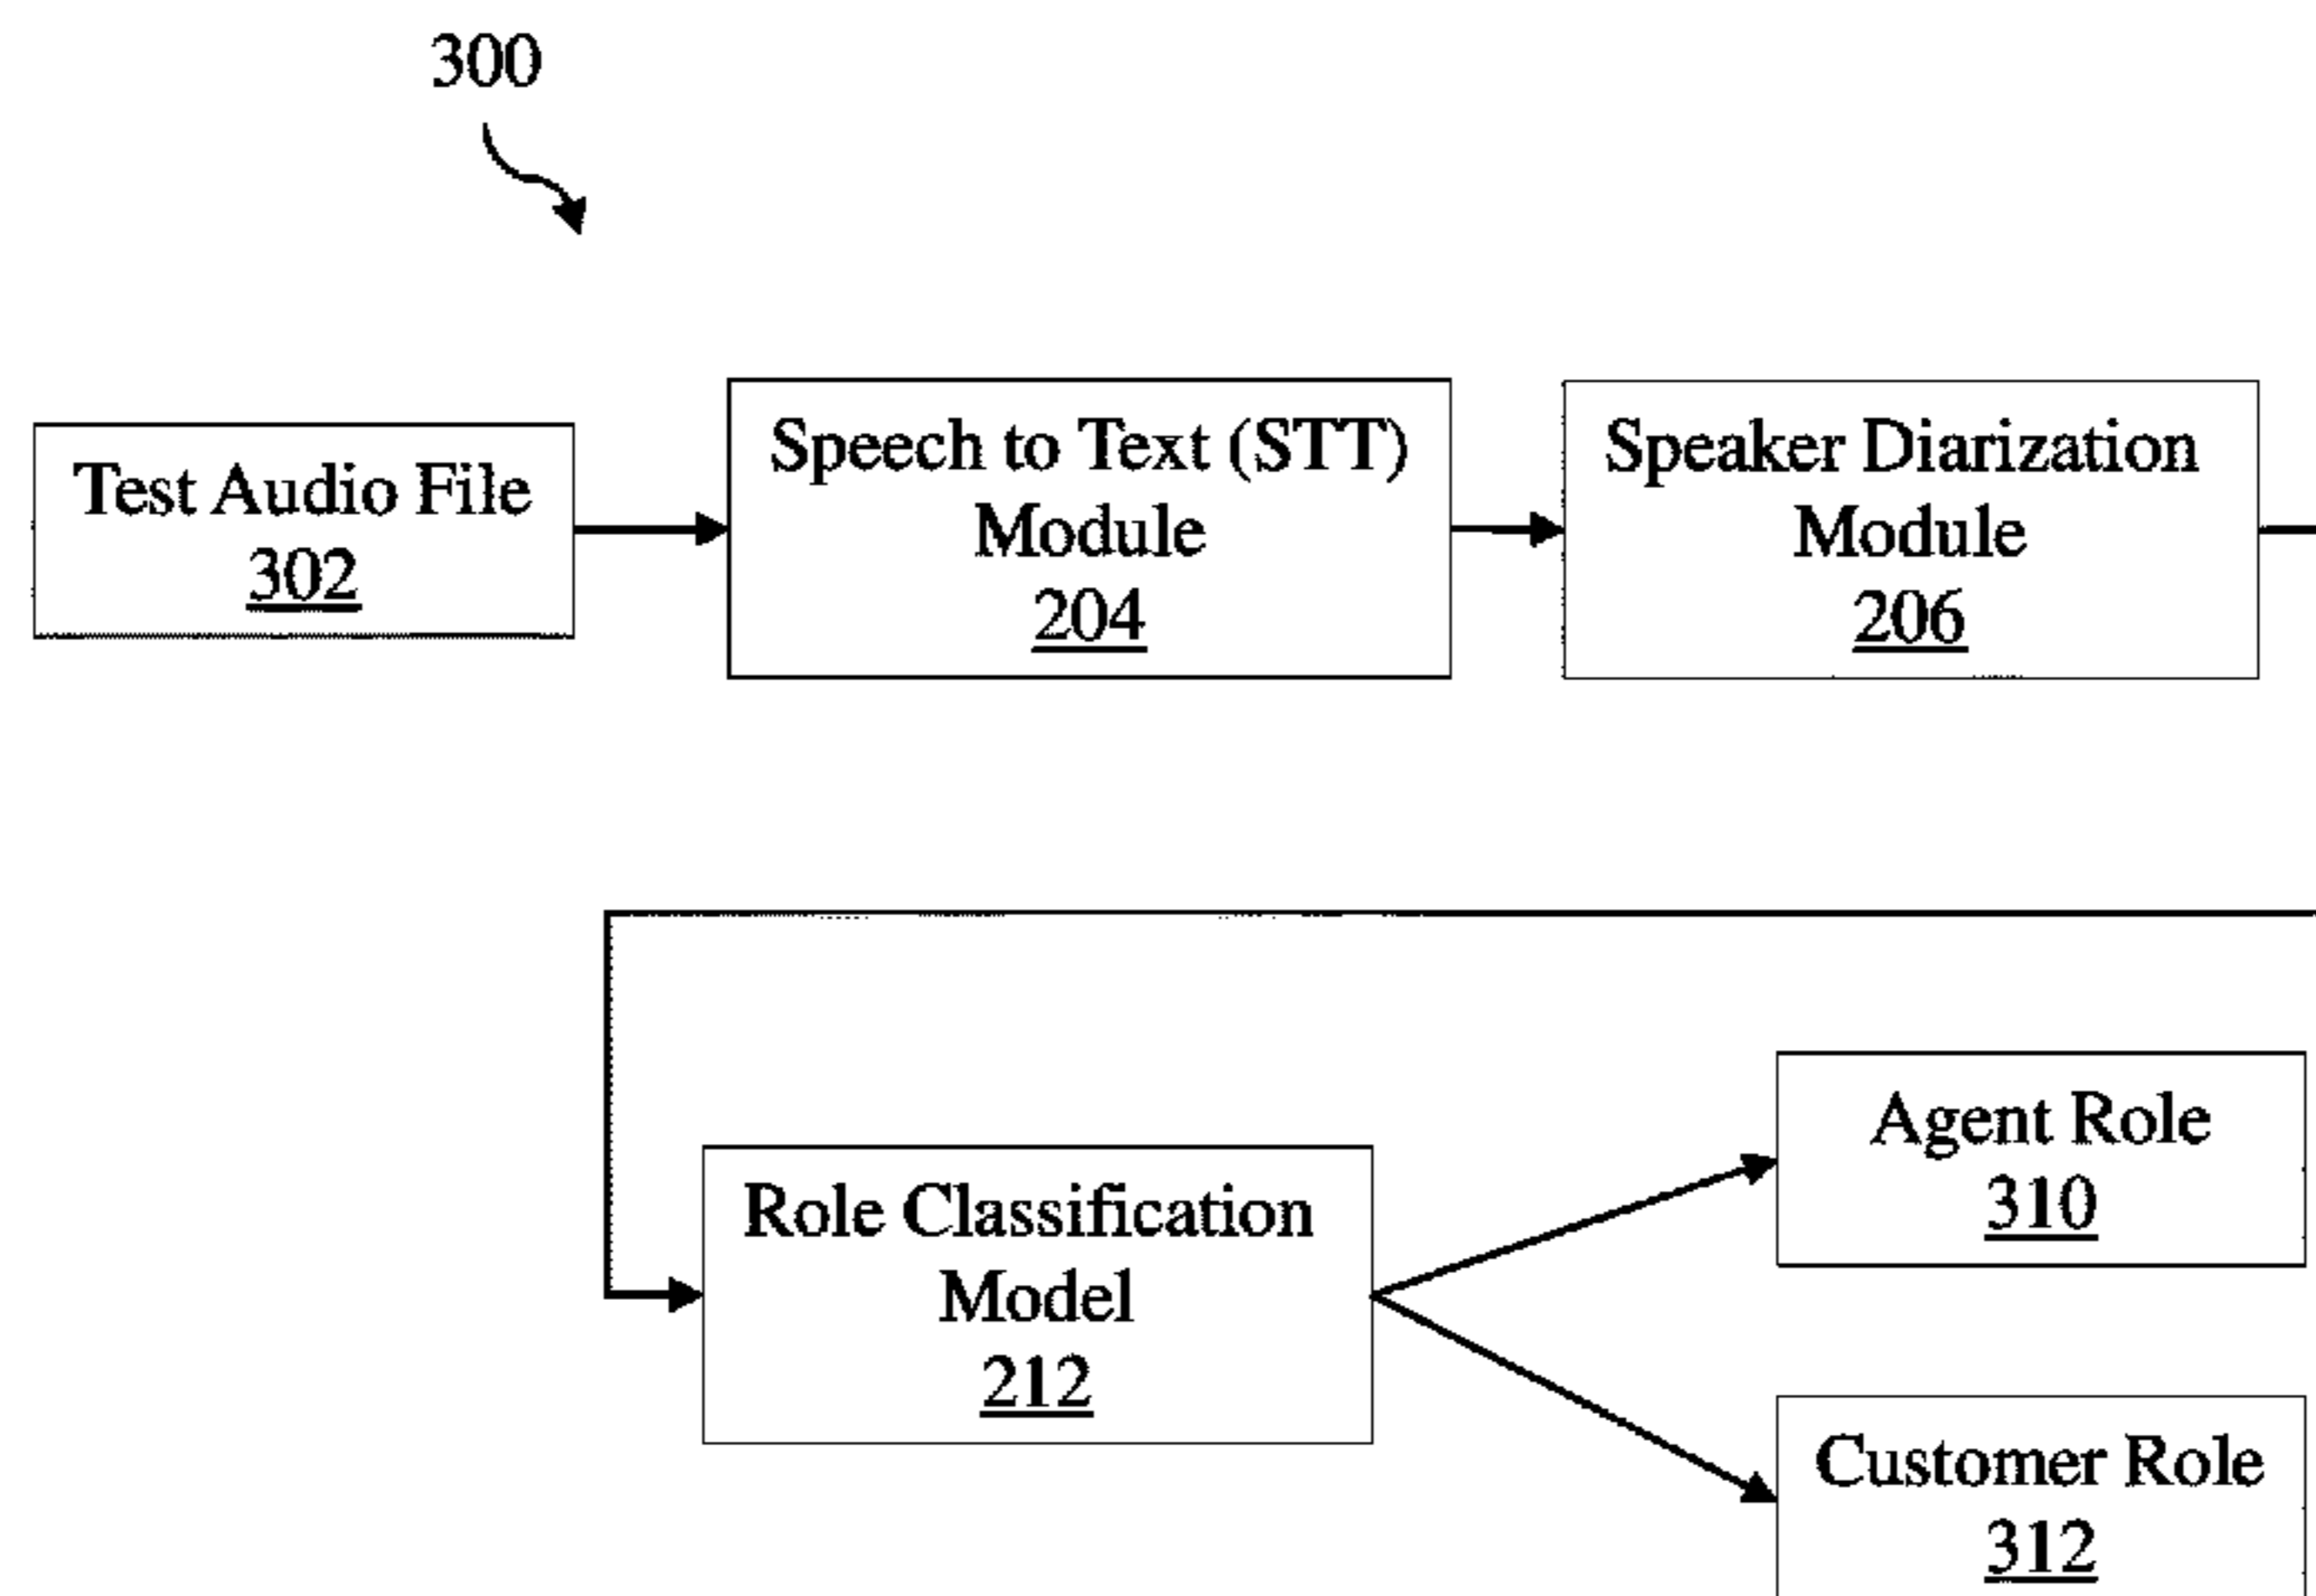 300
Test Audio File
302
Speech to Text (STT)
Module
204
Speaker Diarization
Module
206
Role Classification
Model
212
Agent Role
310
Customer Role
312